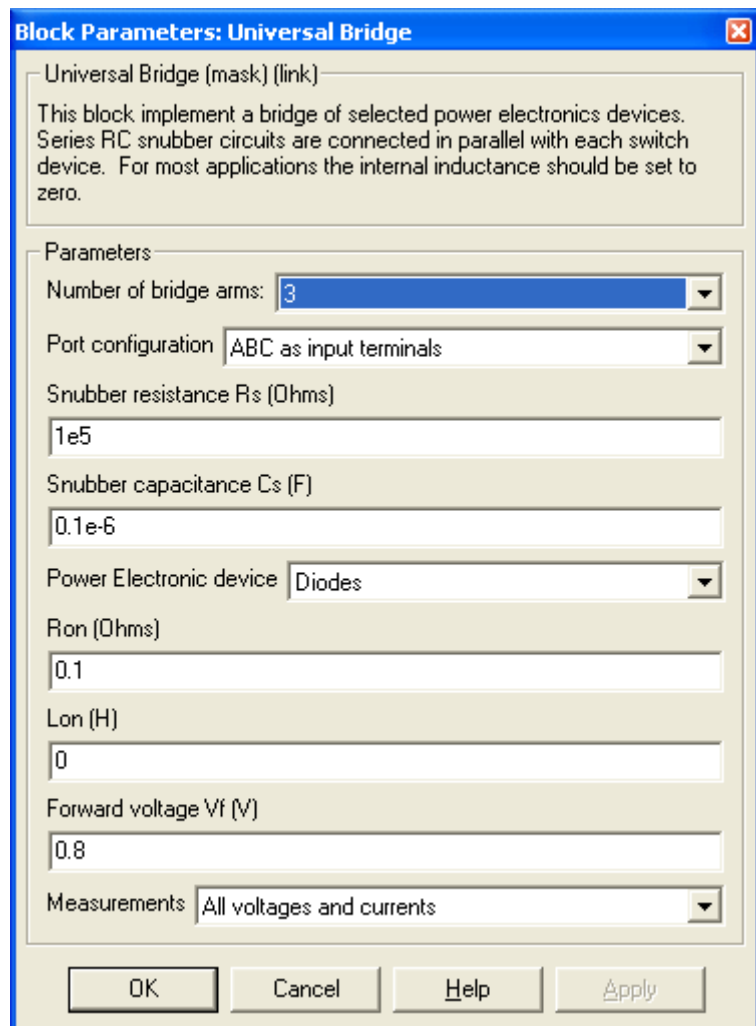 Block Parameters: Universal Bridge
Universal Bridge (mask) (link)
This block implement a bridge of selected power electronics devices.
Series RC snubber circuits are connected in parallel with each switch
device. For most applications the internal inductance should be set to
zero.
Parameters
Number of bridge arms: 3
Port configuration ABC as input terminals
Snubber resistance Rs (Ohms)
1e5
Snubber capacitance Cs (F)
0.1e-6
Power Electronic device Diodes
Ron (Ohms)
0.1
Lon (H)
0
Forward voltage Vf (V)
0.8
Measurements All voltages and currents
OK Cancel Help Apply